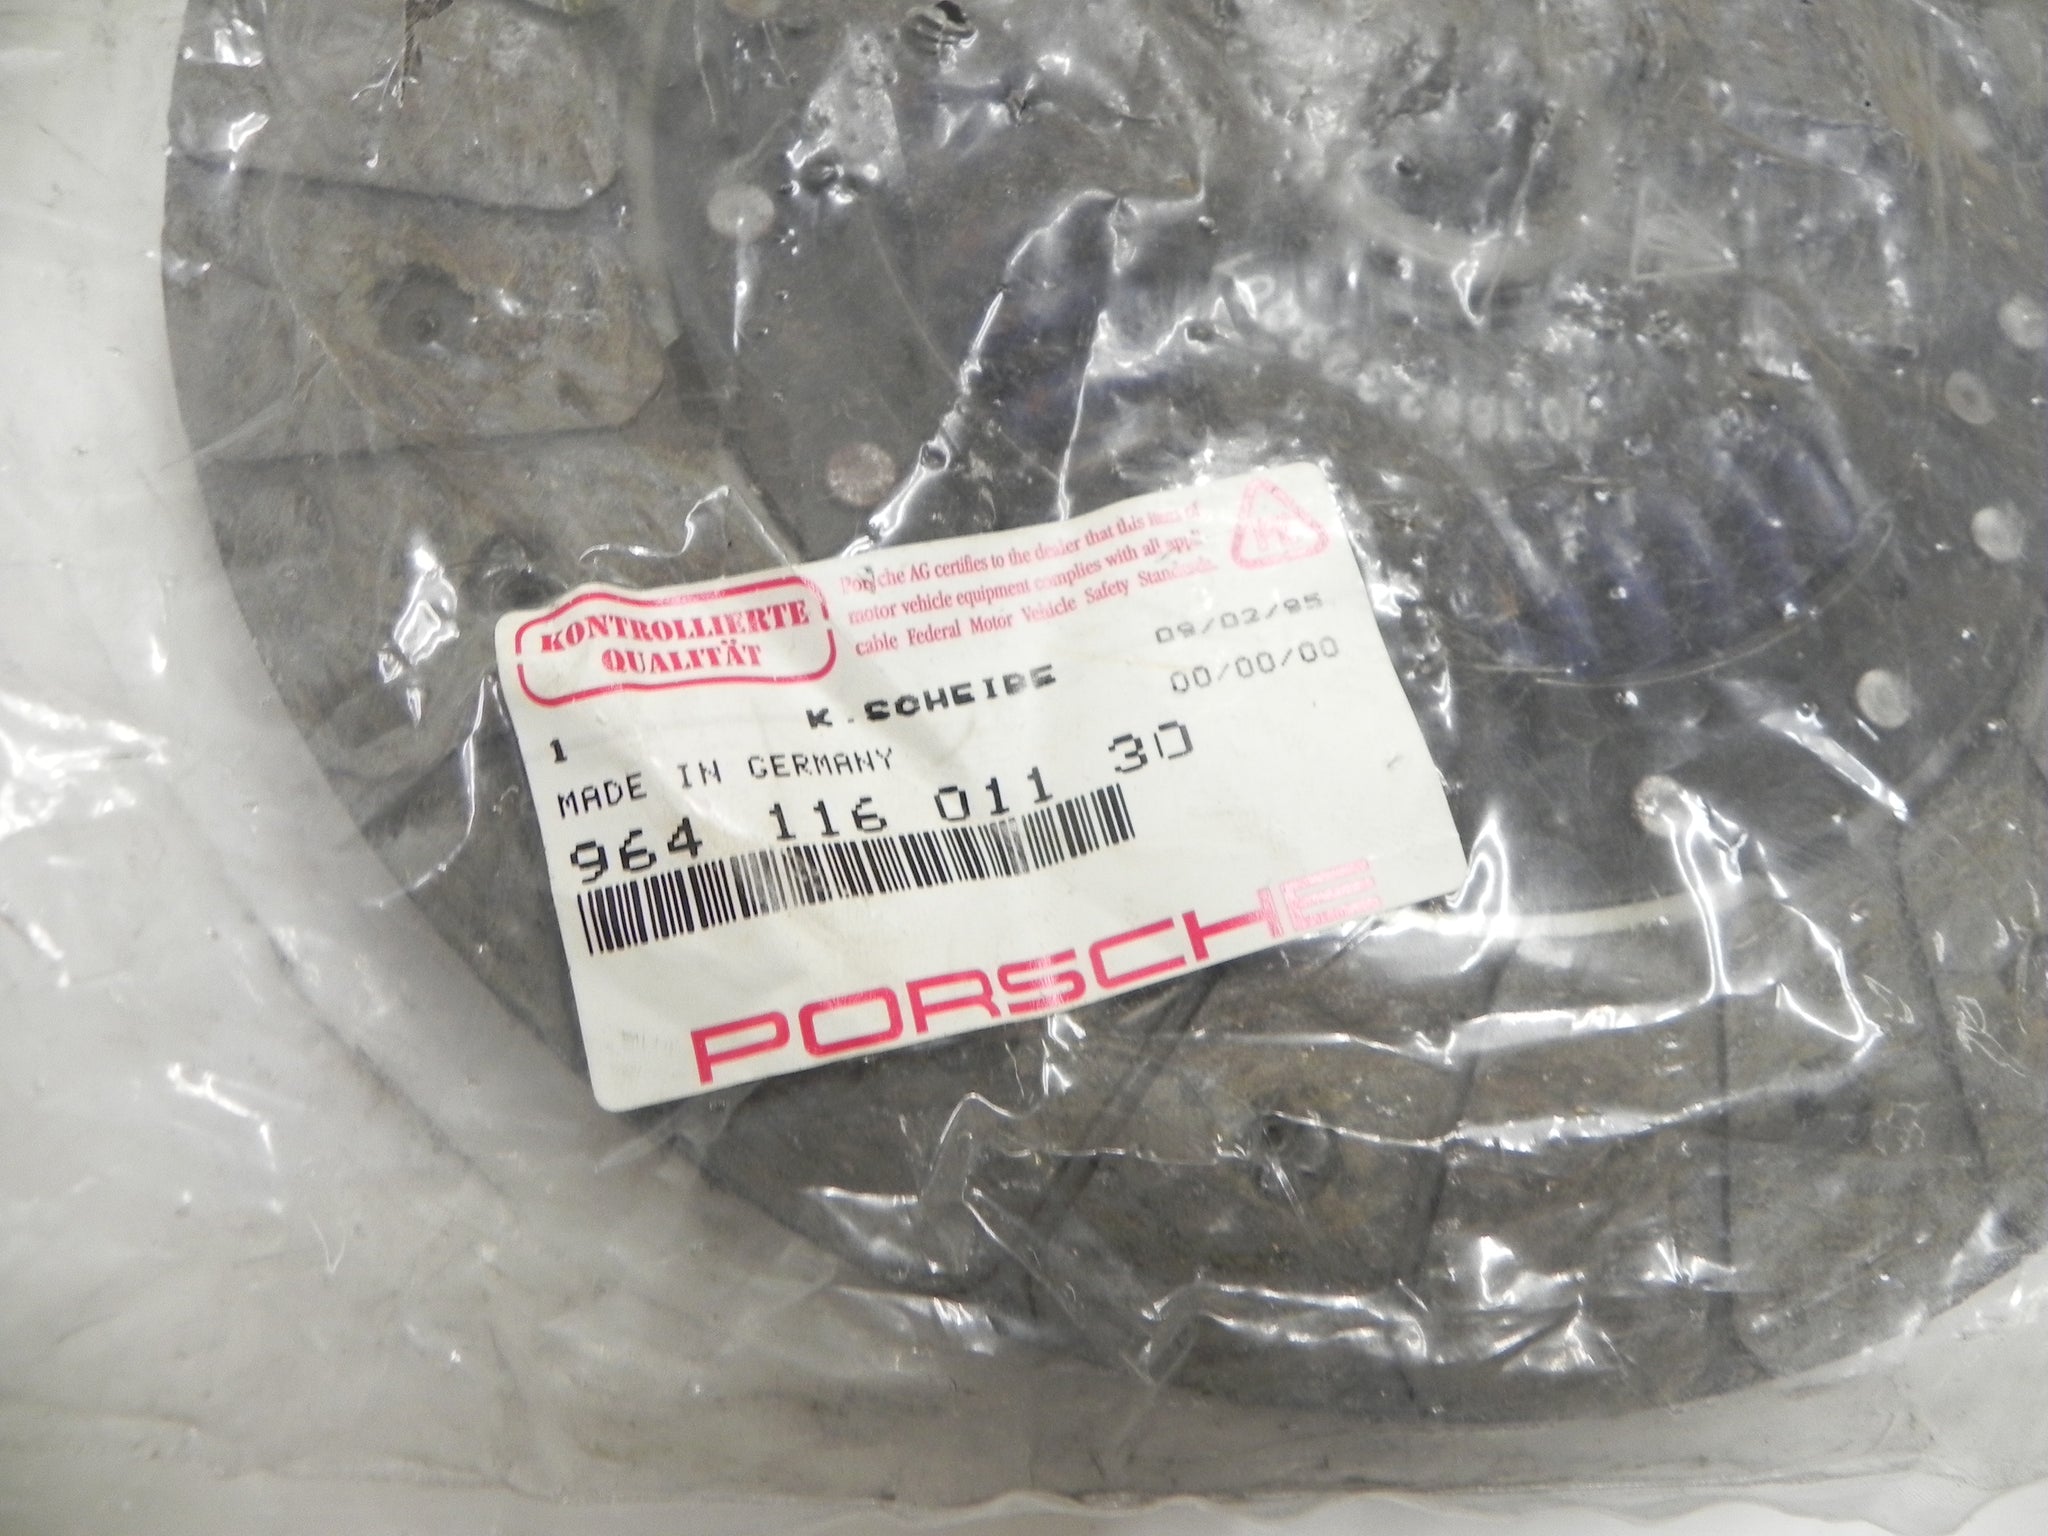 KONTROLLIERTE
QUALITÄT
Porsche AG certifies to the dealer that this item of
motor vehicle equipment complies with all appli
cable Federal Motor Vehicle Safety Standards.
09/02/95
K.SCHEIBE
00/00/00
1
MADE IN GERMANY
964 116 011 30
PORSCHE